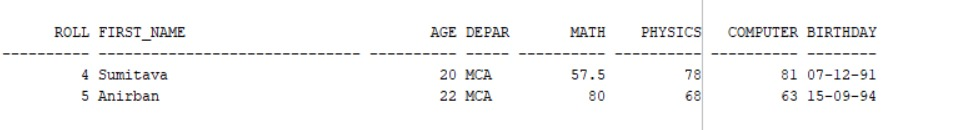 ROLL FIRST_NAME AGE DEPAR MATH PHYSICS COMPUTER BIRTHDAY
---------- ------------------------------ ---------- ----- ---------- ---------- ---------- --------
4 Sumitava 20 MCA 57.5 78 81 07-12-91
5 Anirban 22 MCA 80 68 63 15-09-94